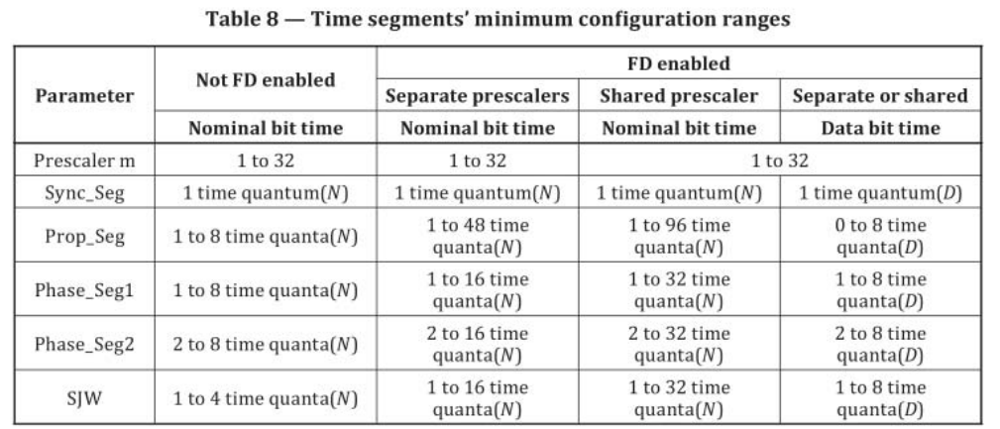 Table 8 — Time segments’ minimum configuration ranges
Parameter
Not FD enabled
FD enabled
Separate prescalers
Shared prescaler
Separate or shared
Nominal bit time
Nominal bit time
Nominal bit time
Data bit time
Prescaler m
1 to 32
1 to 32
1 to 32
Sync_Seg
1 time quantum(N)
1 time quantum(N)
1 time quantum(N)
1 time quantum(D)
Prop_Seg
1 to 8 time quanta(N)
1 to 48 time
quanta(N)
1 to 96 time
quanta(N)
0 to 8 time
quanta(D)
Phase_Seg1
1 to 8 time quanta(N)
1 to 16 time
quanta(N)
1 to 32 time
quanta(N)
1 to 8 time
quanta(D)
Phase_Seg2
2 to 8 time quanta(N)
2 to 16 time
quanta(N)
2 to 32 time
quanta(N)
2 to 8 time
quanta(D)
SJW
1 to 4 time quanta(N)
1 to 16 time
quanta(N)
1 to 32 time
quanta(N)
1 to 8 time
quanta(D)